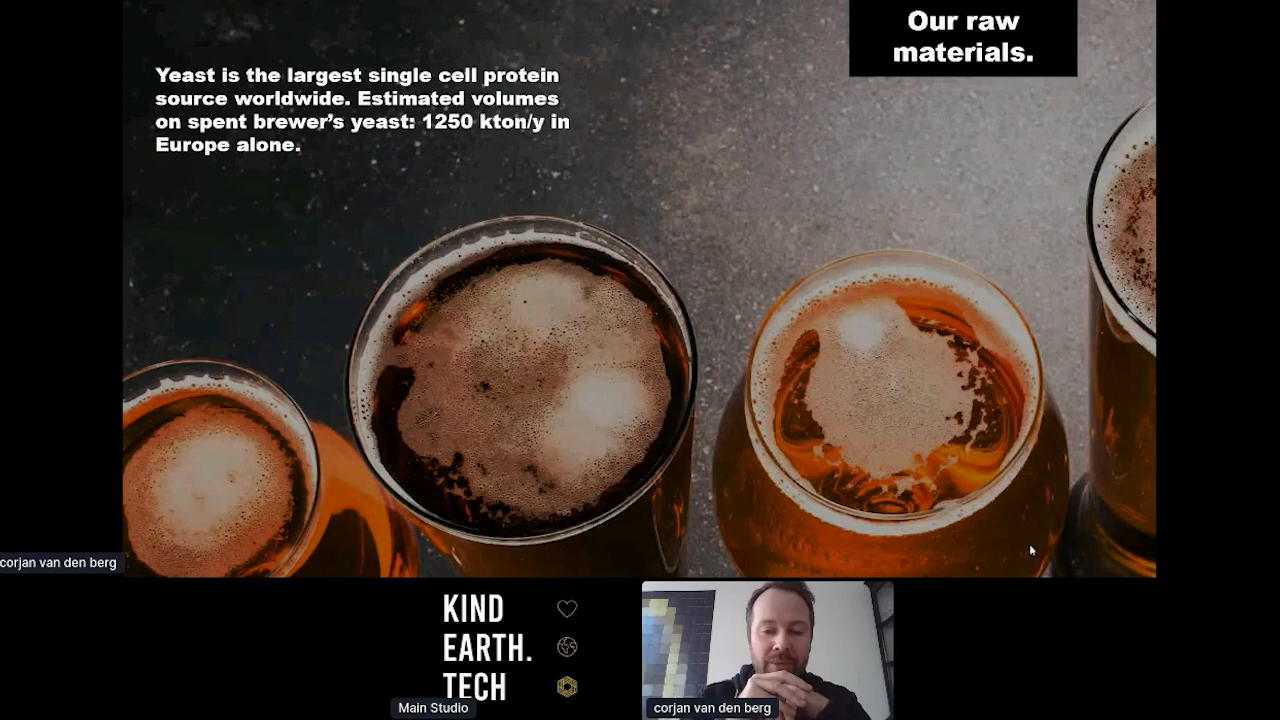 Our raw
materials.
Yeast is the largest single cell protein
source worldwide. Estimated volumes
on spent brewer’s yeast: 1250 kton/y in
Europe alone.
corjan van den berg
KIND
EARTH.
TECH
Main Studio
corjan van den berg